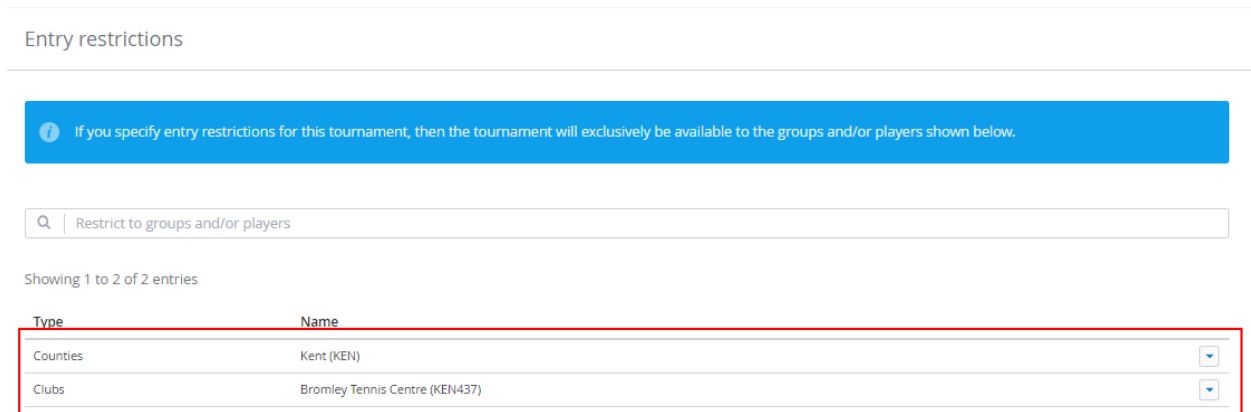 Entry restrictions
If you specify entry restrictions for this tournament, then the tournament will exclusively be available to the groups and/or players shown below.
Restrict to groups and/or players
Showing 1 to 2 of 2 entries
Type Name
Counties Kent (KEN)
Clubs Bromley Tennis Centre (KEN437)